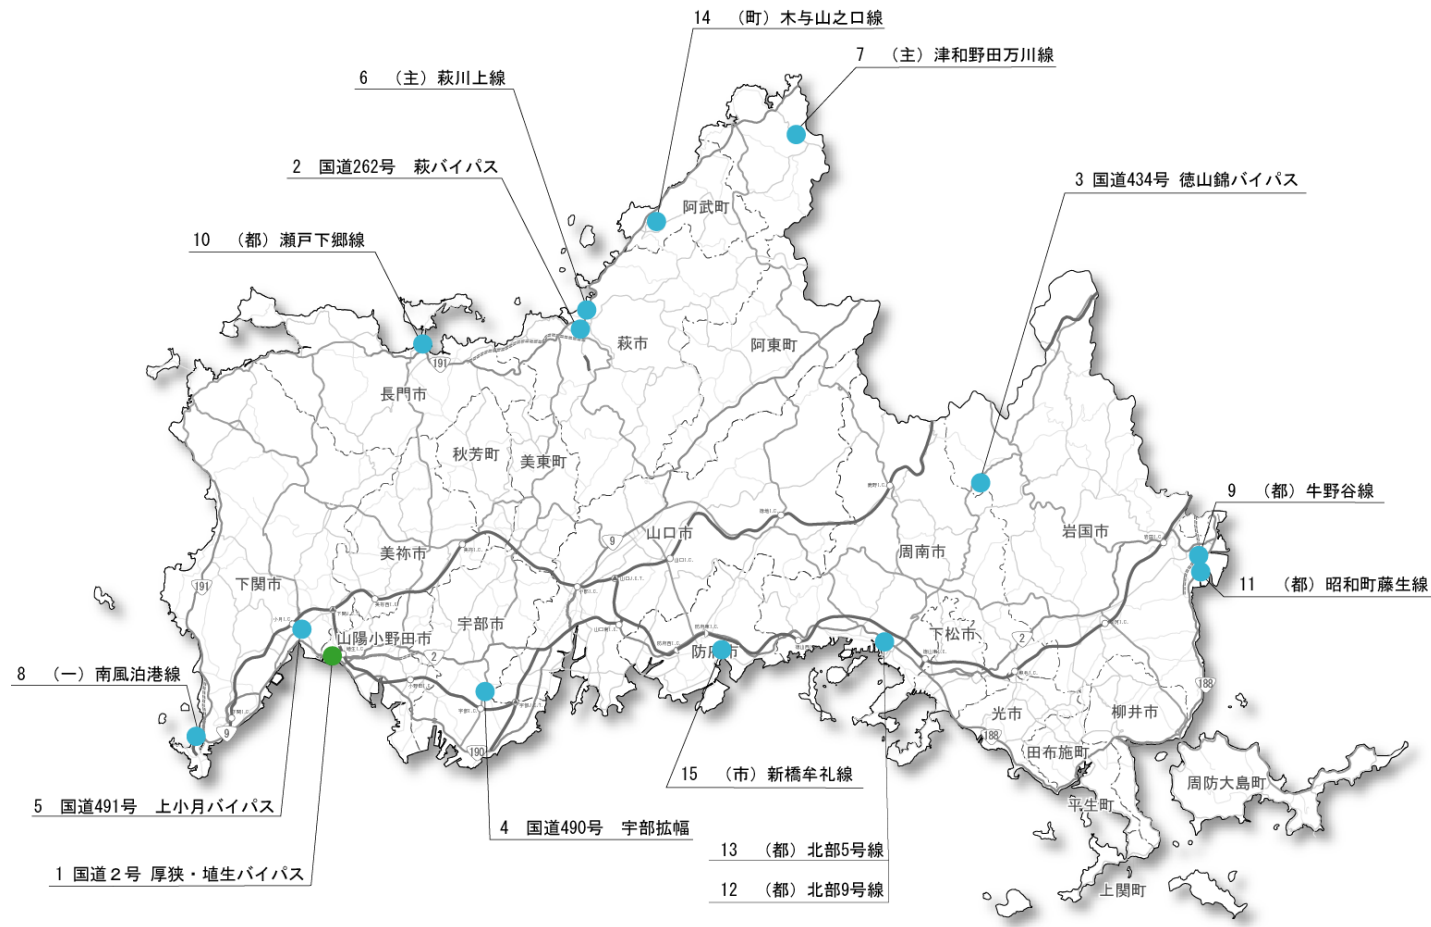 14　（町）木与山之口線
7　（主）津和野田万川線
6　（主）萩川上線
2　国道262号　萩バイパス
3 国道434号 徳山錦バイパス
阿武町
10　（都）瀬戸下郷線
萩市
阿東町
191
長門市
秋芳町
美東町
9　（都）牛野谷線
山口市
9
岩国市
周南市
美祢市
下関市
191
11　（都）昭和町藤生線
宇部市
山陽小野田市
下松市
2
2
防府市
8　（一）南風泊港線
188
光市
柳井市
9
188
190
田布施町
15　（市）新橋牟礼線
周防大島町
5　国道491号　上小月バイパス
平生町
4　国道490号　宇部拡幅
13　（都）北部5号線
1 国道２号 厚狭・埴生バイパス
12　（都）北部9号線
上関町